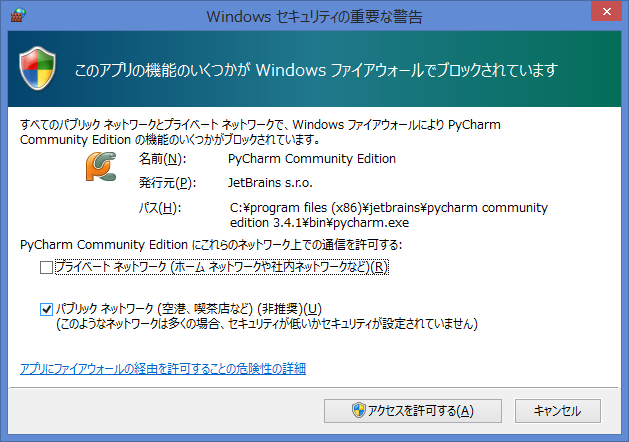 Windows セキュリティの重要な警告
このアプリの機能のいくつかが Windows ファイアウォールでブロックされています
すべてのパブリック ネットワークとプライベート ネットワークで、Windows ファイアウォールにより PyCharm
Community Edition の機能のいくつかがブロックされています。
名前(N): PyCharm Community Edition
発行元(P): JetBrains s.r.o.
パス(H): C:¥program files (x86)¥jetbrains¥pycharm community
edition 3.4.1¥bin¥pycharm.exe
PyCharm Community Edition にこれらのネットワーク上での通信を許可する:
プライベート ネットワーク (ホーム ネットワークや社内ネットワークなど)(R)
パブリック ネットワーク (空港、喫茶店など) (非推奨)(U)
(このようなネットワークは多くの場合、セキュリティが低いかセキュリティが設定されていません)
アプリにファイアウォールの経由を許可することの危険性の詳細
アクセスを許可する(A) キャンセル